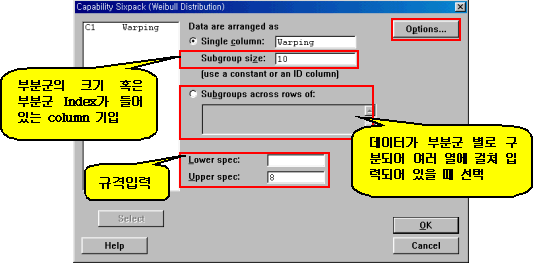 Capability Sixpack (Weibull Distribution)
C1 Warping
Data are arranged as
Single column: Warping
Subgroup size: 10
(use a constant or an ID column)
Subgroups across rows of:
Options...
부분군의 크기 혹은
부분군 Index가 들어
있는 column 기입
데이터가 부분군 별로 구
분되어 여러 열에 걸쳐 입
력되어 있을 때 선택
규격입력
Lower spec:
Upper spec: 8
Select
Help
OK
Cancel